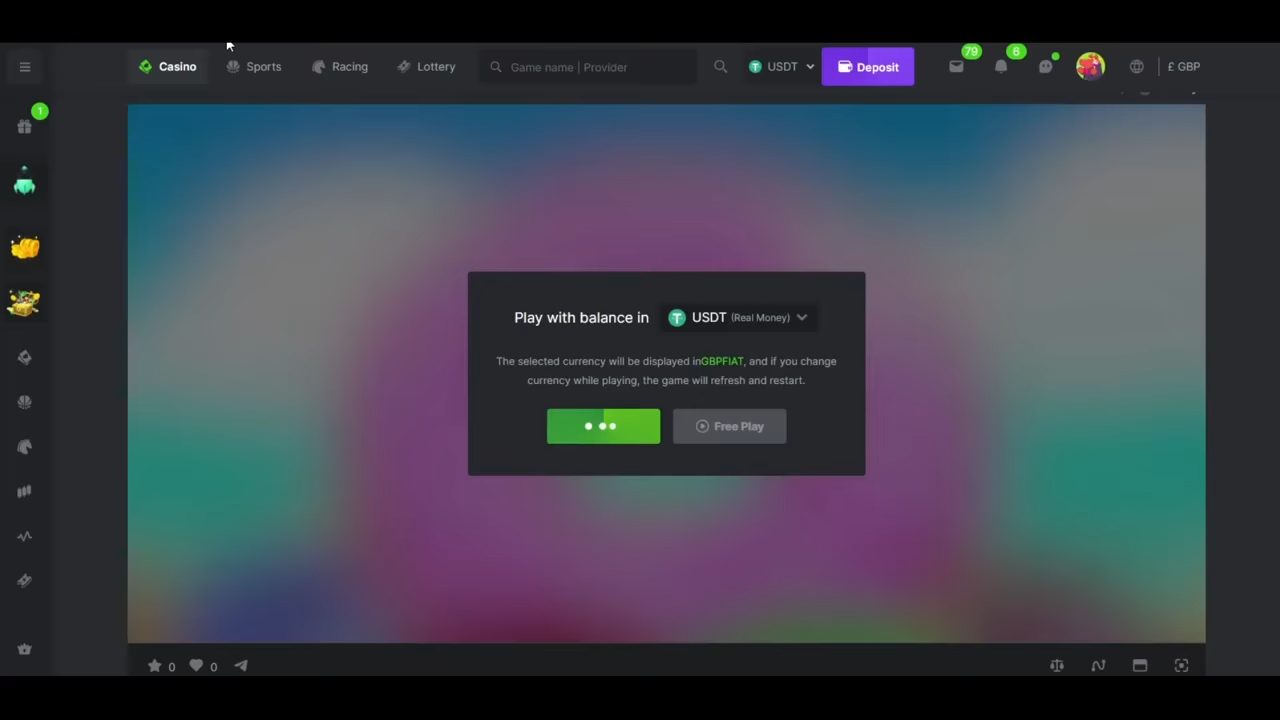 Casino
Sports
Racing
Lottery
Game name | Provider
USDT
Deposit
79
6
£ GBP
1
Play with balance in USDT (Real Money)
The selected currency will be displayed inGBPFIAT, and if you change
currency while playing, the game will refresh and restart.
Free Play
0
0